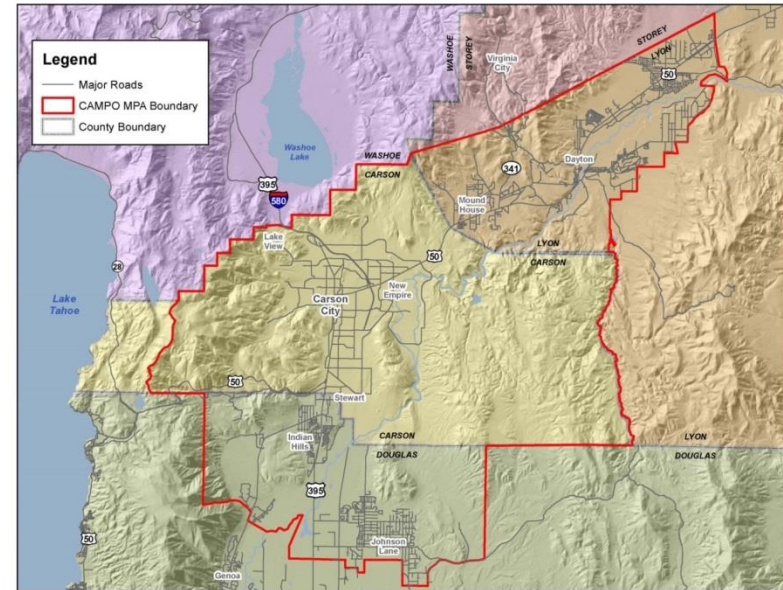 Legend
Major Roads
CAMPO MPA Boundary
County Boundary
WASHOE
STOREY
STOREY
LYON
Virginia
City
50
Washoe
Lake
WASHOE
CARSON
395
580
341
Dayton
Mound
House
Lake
View
28
50
LYON
CARSON
New
Empire
Carson
City
Lake
Tahoe
50
Stewart
Indian
Hills
CARSON
DOUGLAS
LYON
DOUGLAS
395
50
Johnson
Lane
Genoa